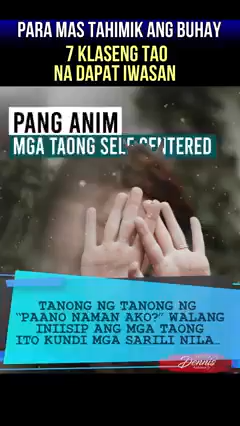 PARA MAS TAHIMIK ANG BUHAY
7 KLASENG TAO
NA DAPAT IWASAN
PANG ANIM
MGA TAONG SELF CENTERED
TANONG NG TANONG NG
"PAANO NAMAN AKO?" WALANG
INIISIP ANG MGA TAONG
ITO KUNDI MGA SARILI NILA...
Dennis